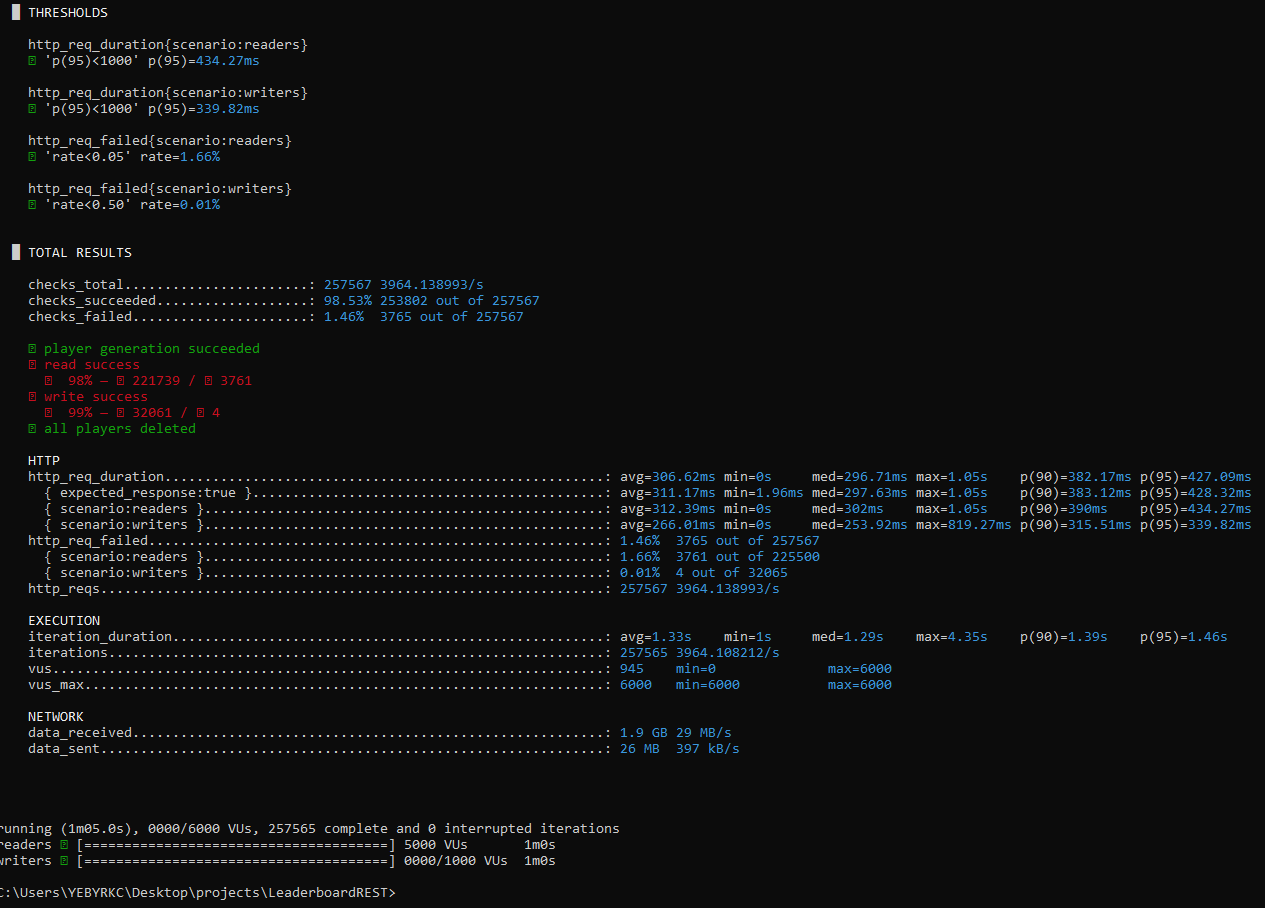 THRESHOLDS
http_req_duration{scenario:readers}
'p(95)<1000' p(95)=434.27ms
http_req_duration{scenario:writers}
'p(95)<1000' p(95)=339.82ms
http_req_failed{scenario:readers}
'rate<0.05' rate=1.66%
http_req_failed{scenario:writers}
'rate<0.50' rate=0.01%
TOTAL RESULTS
checks_total.......................: 257567 3964.138993/s
checks_succeeded...................: 98.53% 253802 out of 257567
checks_failed......................: 1.46%  3765 out of 257567
player generation succeeded
read success
98% — 221739 / 3761
write success
99% — 32061 / 4
all players deleted
HTTP
http_req_duration.......................................................: avg=306.62ms min=0s     med=296.71ms max=1.05s    p(90)=382.17ms p(95)=427.09ms
{ expected_response:true }............................................: avg=311.17ms min=1.96ms med=297.63ms max=1.05s    p(90)=383.12ms p(95)=428.32ms
{ scenario:readers }..................................................: avg=312.39ms min=0s     med=302ms    max=1.05s    p(90)=390ms    p(95)=434.27ms
{ scenario:writers }..................................................: avg=266.01ms min=0s     med=253.92ms max=819.27ms p(90)=315.51ms p(95)=339.82ms
http_req_failed.........................................................: 1.46%  3765 out of 257567
{ scenario:readers }..................................................: 1.66%  3761 out of 225500
{ scenario:writers }..................................................: 0.01%  4 out of 32065
http_reqs...............................................................: 257567 3964.138993/s
EXECUTION
iteration_duration......................................................: avg=1.33s    min=1s     med=1.29s    max=4.35s    p(90)=1.39s    p(95)=1.46s
iterations..............................................................: 257565 3964.108212/s
vus.....................................................................: 945    min=0             max=6000
vus_max.................................................................: 6000   min=6000          max=6000
NETWORK
data_received...........................................................: 1.9 GB 29 MB/s
data_sent...............................................................: 26 MB  397 kB/s
running (1m05.0s), 0000/6000 VUs, 257565 complete and 0 interrupted iterations
readers [======================================] 5000 VUs       1m0s
writers [======================================] 0000/1000 VUs  1m0s
C:\Users\YEBYRKC\Desktop\projects\LeaderboardREST>